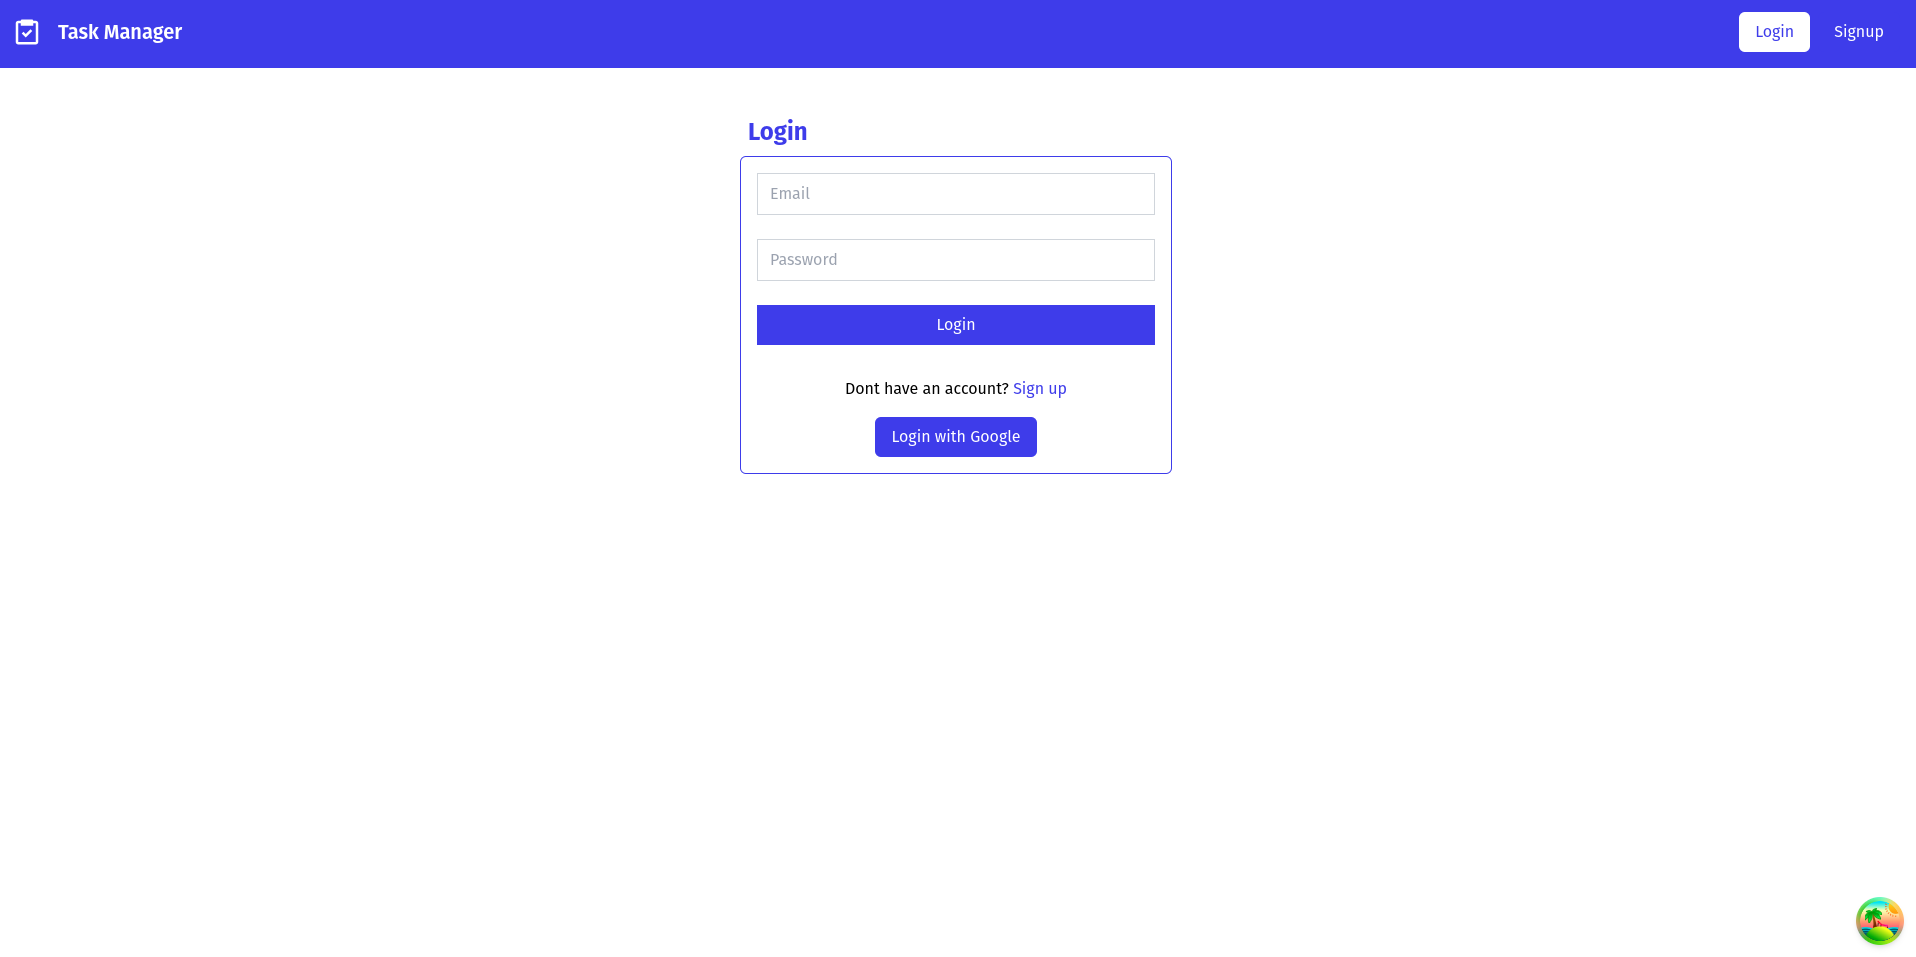 Task Manager
Login
Signup
Login
Email
Password
Login
Dont have an account? Sign up
Login with Google